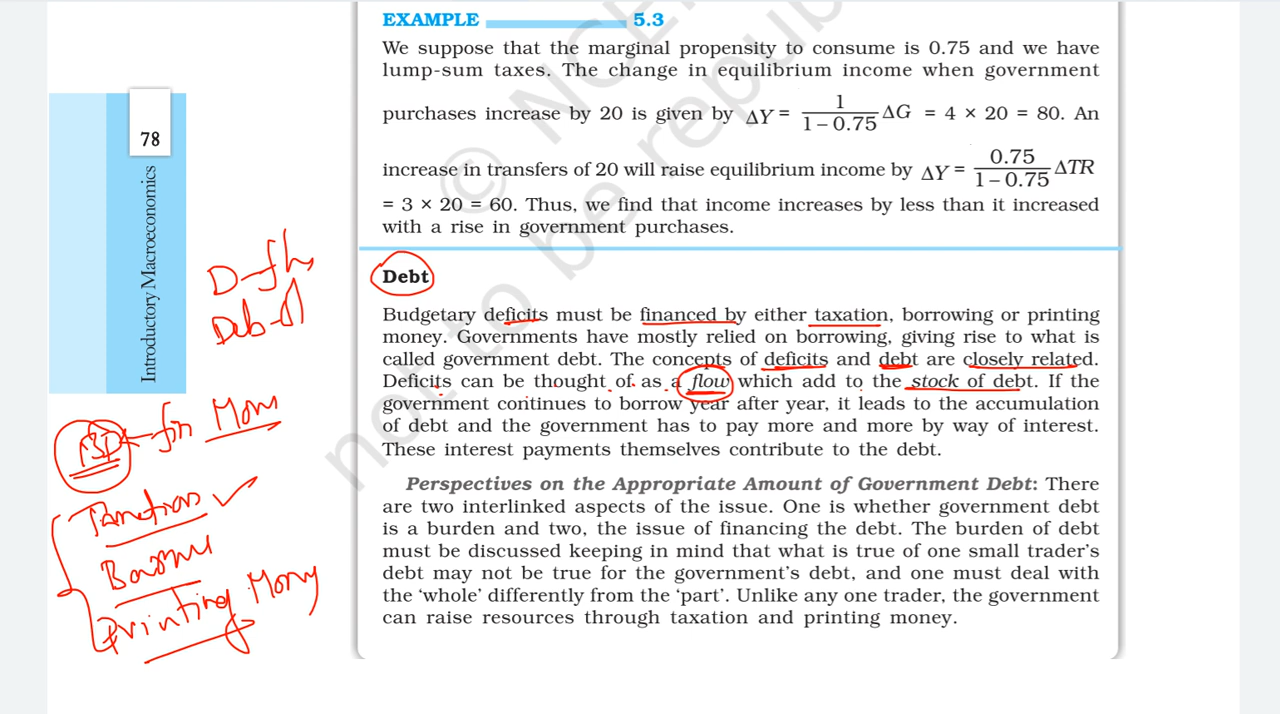 EXAMPLE 5.3
We suppose that the marginal propensity to consume is 0.75 and we have
lump-sum taxes. The change in equilibrium income when government
purchases increase by 20 is given by ΔY = 1 / (1 – 0.75) ΔG = 4 × 20 = 80. An
increase in transfers of 20 will raise equilibrium income by ΔY = 0.75 / (1 – 0.75) ΔTR
= 3 × 20 = 60. Thus, we find that income increases by less than it increased
with a rise in government purchases.
78
Introductory Macroeconomics
Debt
Budgetary deficits must be financed by either taxation, borrowing or printing
money. Governments have mostly relied on borrowing, giving rise to what is
called government debt. The concepts of deficits and debt are closely related.
Deficits can be thought of as a flow which add to the stock of debt. If the
government continues to borrow year after year, it leads to the accumulation
of debt and the government has to pay more and more by way of interest.
These interest payments themselves contribute to the debt.
Perspectives on the Appropriate Amount of Government Debt: There
are two interlinked aspects of the issue. One is whether government debt
is a burden and two, the issue of financing the debt. The burden of debt
must be discussed keeping in mind that what is true of one small trader's
debt may not be true for the government's debt, and one must deal with
the 'whole' differently from the 'part'. Unlike any one trader, the government
can raise resources through taxation and printing money.
not to be republ
Printing Mony